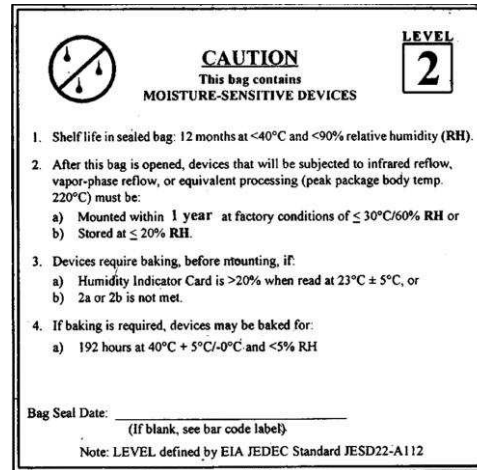 LEVEL
2
CAUTION
This bag contains
MOISTURE-SENSITIVE DEVICES
1. Shelf life in sealed bag: 12 months at <40°C and <90% relative humidity (RH).
2. After this bag is opened, devices that will be subjected to infrared reflow,
vapor-phase reflow, or equivalent processing (peak package body temp.
220°C) must be:
a) Mounted within 1 year at factory conditions of ≤ 30°C/60% RH or
b) Stored at ≤ 20% RH.
3. Devices require baking, before mounting, if:
a) Humidity Indicator Card is >20% when read at 23°C ± 5°C, or
b) 2a or 2b is not met.
4. If baking is required, devices may be baked for:
a) 192 hours at 40°C + 5°C/-0°C and <5% RH
Bag Seal Date:
(If blank, see bar code label)
Note: LEVEL defined by EIA JEDEC Standard JESD22-A112